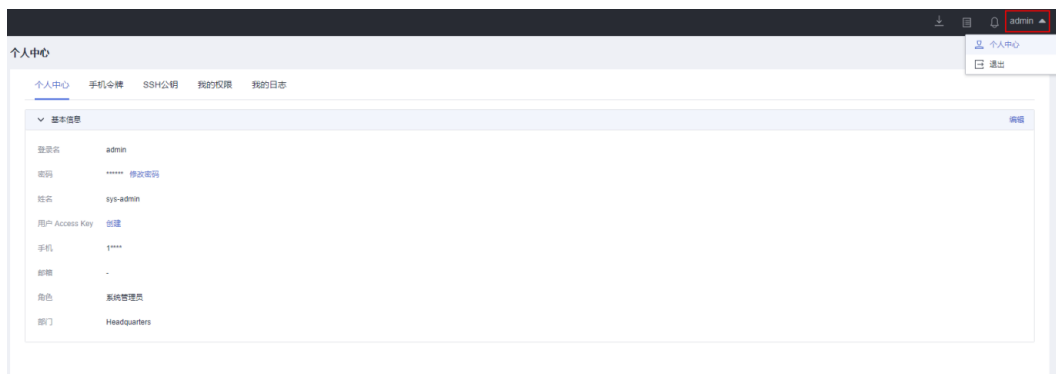 admin
个人中心
退出
个人中心
个人中心 手机令牌 SSH公钥 我的权限 我的日志
基本信息 编辑
登录名 admin
密码 ****** 修改密码
姓名 sys-admin
用户 Access Key 创建
手机 1****
邮箱 -
角色 系统管理员
部门 Headquarters